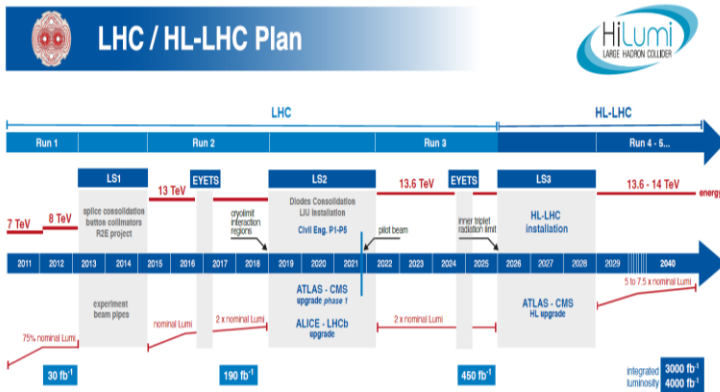 LHC / HL-LHC Plan
HiLumi
LARGE HADRON COLLIDER
LHC
HL-LHC
Run 1
Run 2
Run 3
Run 4 - 5...
LS1
EYETS
LS2
EYETS
LS3
13 TeV
13.6 TeV
13.6 - 14 TeV
energy
7 TeV
8 TeV
splice consolidation
button collimators
R2E project
cryolimit
interaction
regions
Diodes Consolidation
LIU Installation
Civil Eng. P1-P5
pilot beam
inner triplet
radiation limit
HL-LHC
installation
2011
2012
2013
2014
2015
2016
2017
2018
2019
2020
2021
2022
2023
2024
2025
2026
2027
2028
2029
2040
experiment
beam pipes
ATLAS - CMS
upgrade phase 1
ALICE - LHCb
upgrade
ATLAS - CMS
HL upgrade
5 to 7.5 x nominal Lumi
75% nominal Lumi
nominal Lumi
2 x nominal Lumi
2 x nominal Lumi
30 fb-1
190 fb-1
450 fb-1
integrated
luminosity
3000 fb-1
4000 fb-1